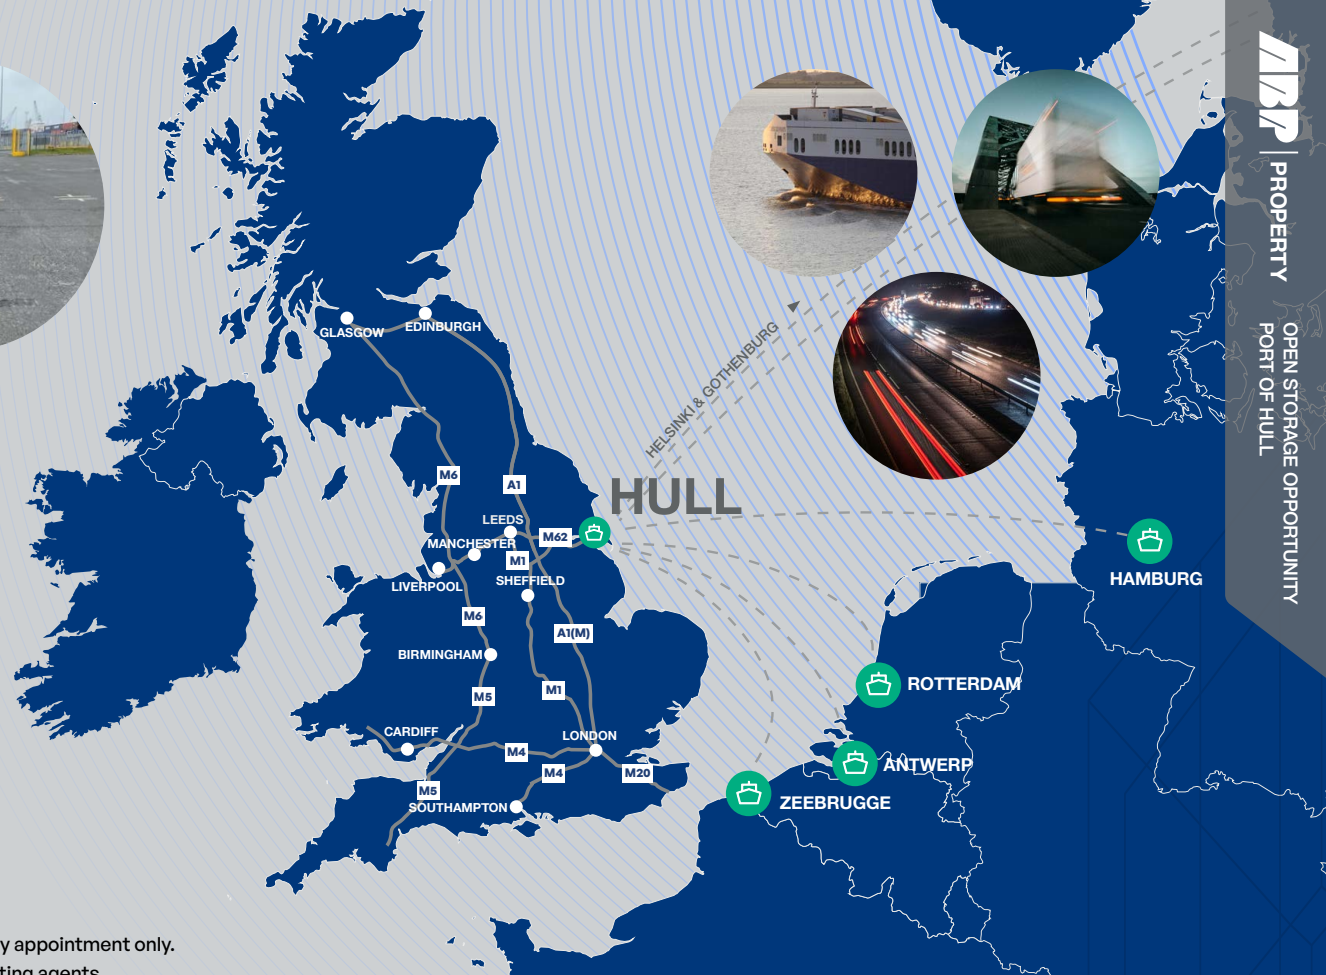 ABP
PROPERTY
OPEN STORAGE OPPORTUNITY
PORT OF HULL
GLASGOW
EDINBURGH
HELSINKI & GOTHENBURG
M6
A1
HULL
LEEDS
M62
MANCHESTER
M1
LIVERPOOL
SHEFFIELD
HAMBURG
M6
A1(M)
BIRMINGHAM
M5
M1
ROTTERDAM
CARDIFF
LONDON
M4
M4
M20
ANTWERP
M5
SOUTHAMPTON
ZEEBRUGGE
y appointment only.
ting agents